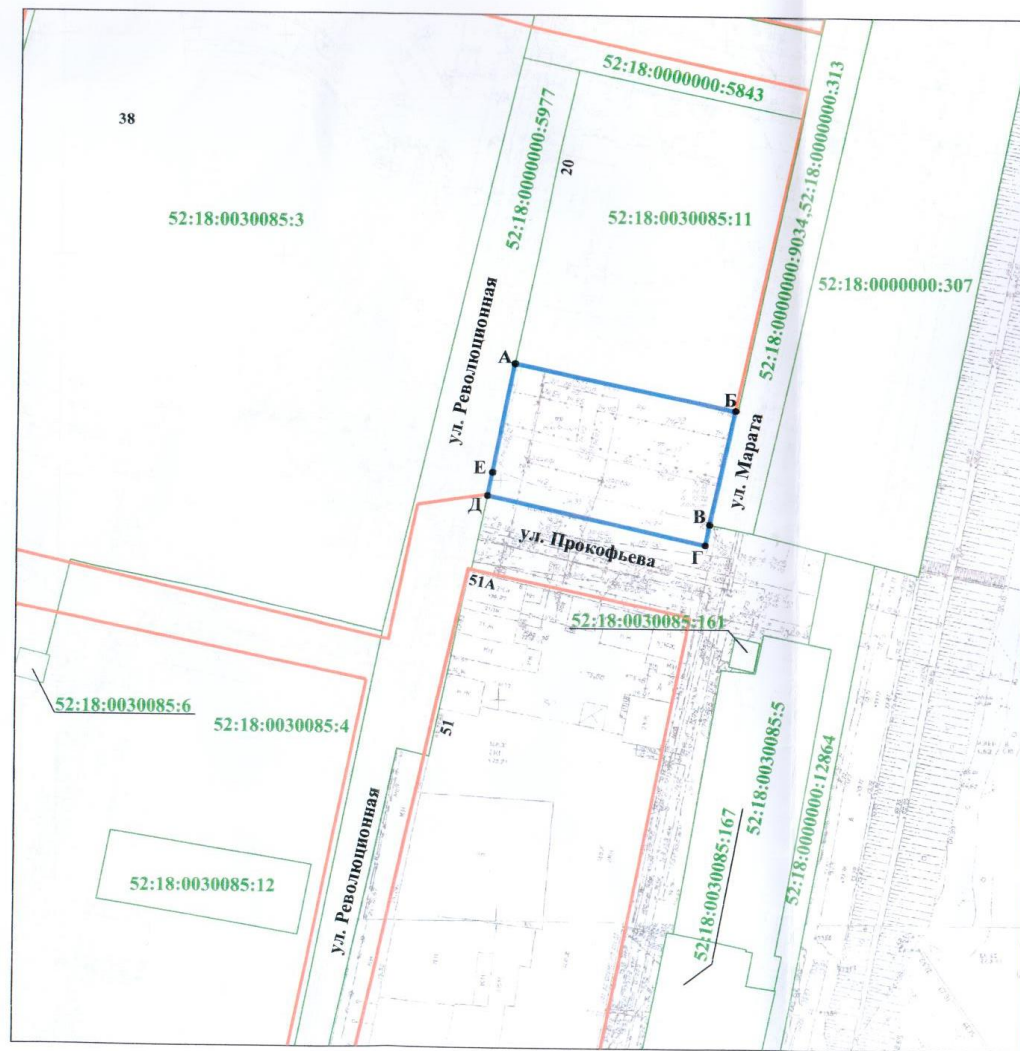 52:18:0000000:5843
38
52:18:0000000:5977
20
52:18:0030085:3
52:18:0030085:11
52:18:0000000:9034,52:18:0000000:313
52:18:0000000:307
ул. Революционная
А
Б
ул. Марата
Е
Д
В
Г
ул. Прокофьева
51А
52:18:0030085:161
52:18:0030085:6
52:18:0030085:4
51
52:18:0030085:5
52:18:0000000:12864
ул. Революционная
52:18:0030085:167
52:18:0030085:12